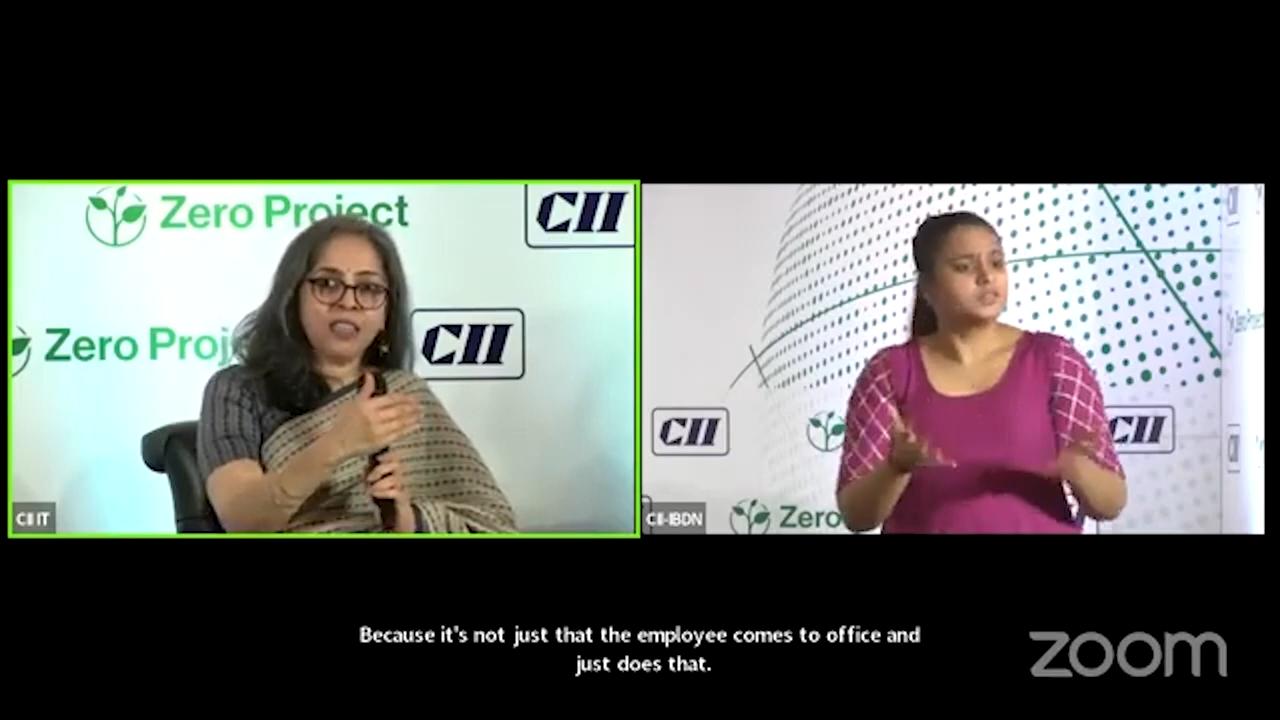 Zero Project
CII
Zero Proj
CII
CII IT
CII
CII
CII-IBDN
Zero
Because it's not just that the employee comes to office and
just does that.
zoom